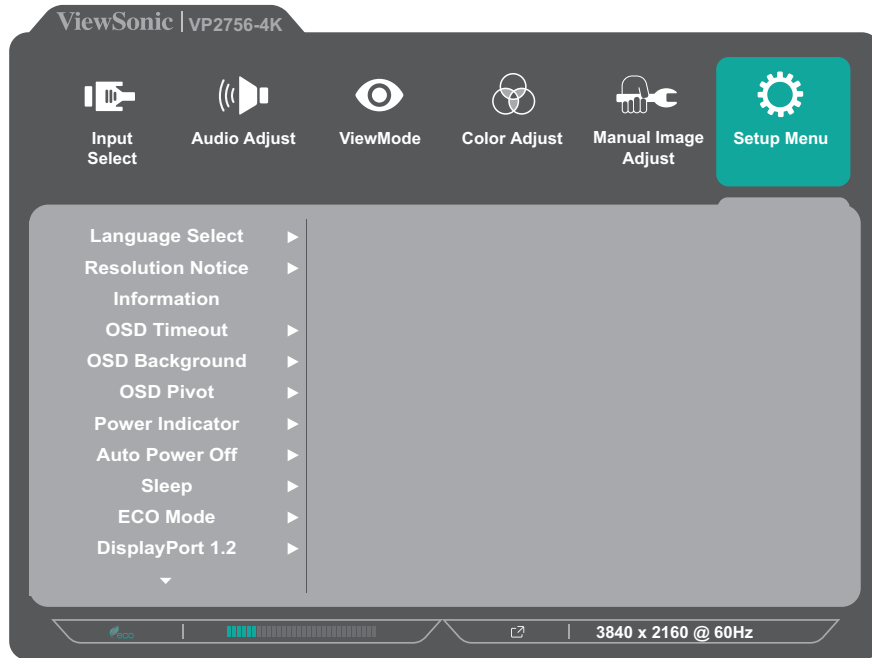 ViewSonic VP2756-4K
Input Select
Audio Adjust
ViewMode
Color Adjust
Manual Image Adjust
Setup Menu
Language Select
Resolution Notice
Information
OSD Timeout
OSD Background
OSD Pivot
Power Indicator
Auto Power Off
Sleep
ECO Mode
DisplayPort 1.2
eco
3840 x 2160 @ 60Hz